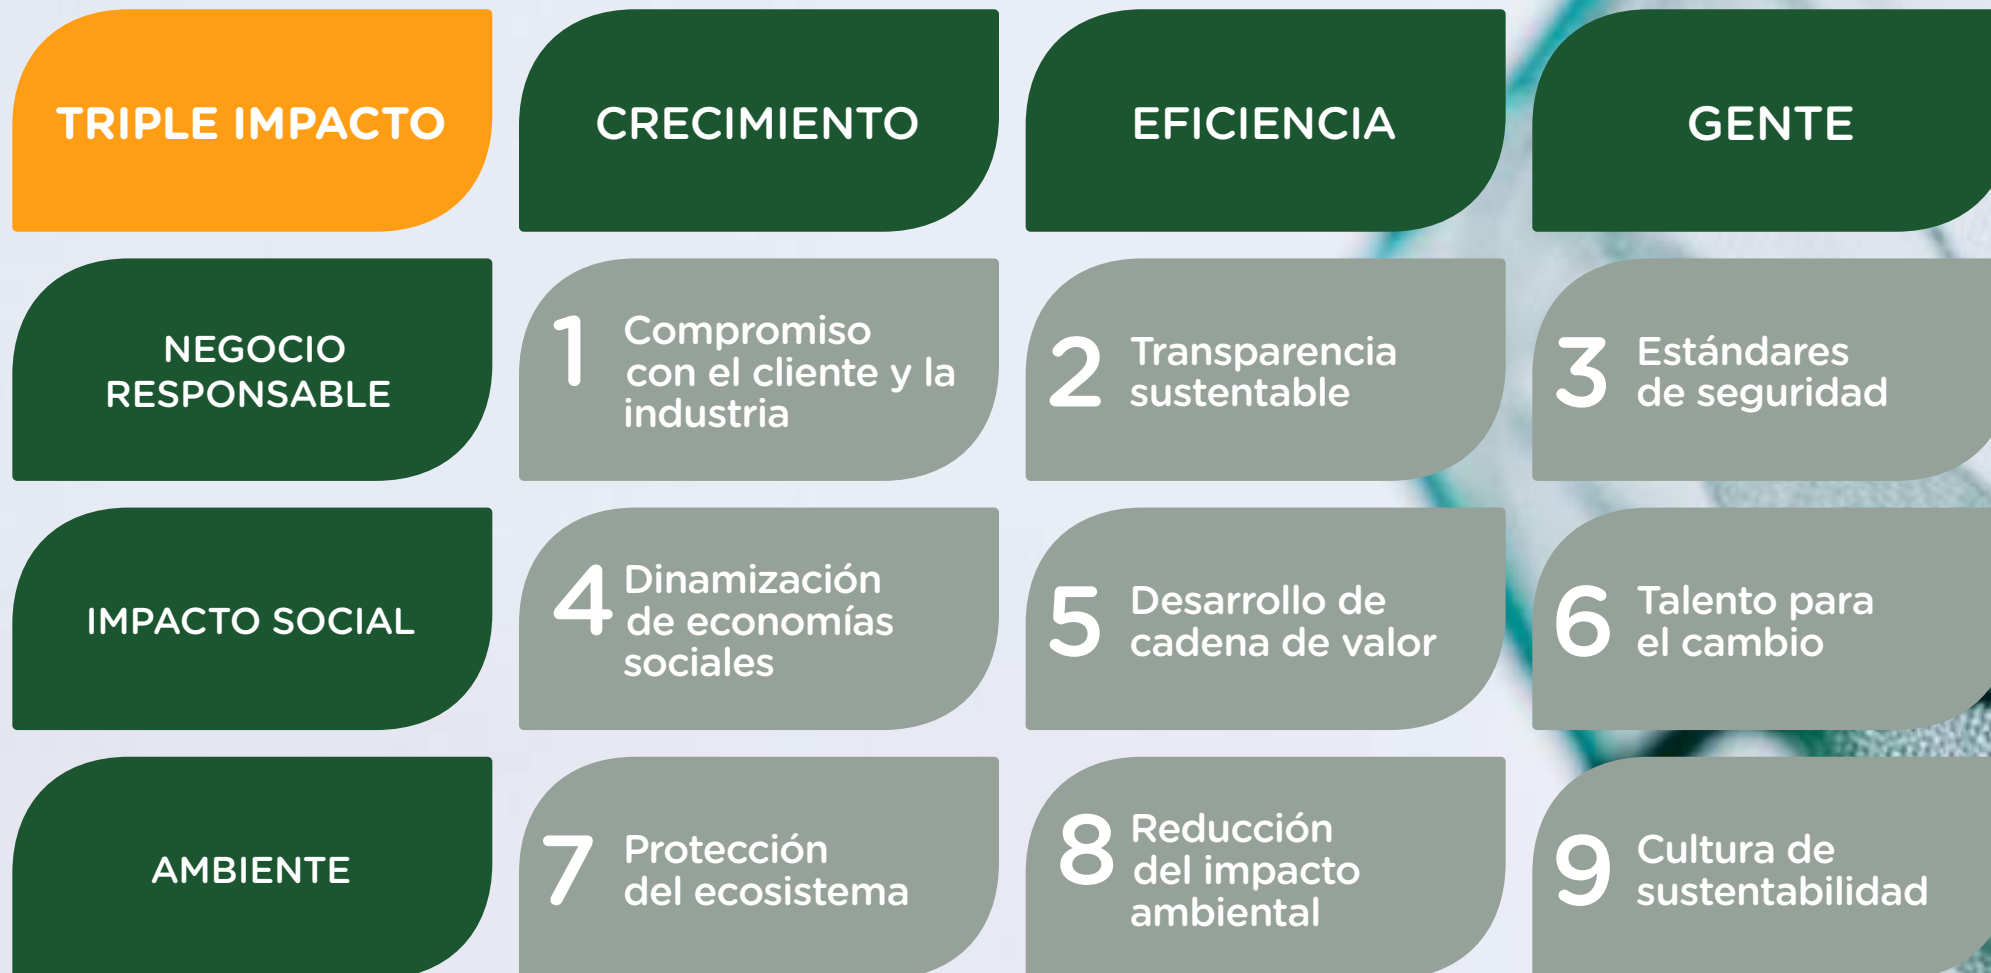 TRIPLE IMPACTO
CRECIMIENTO
EFICIENCIA
GENTE
NEGOCIO
RESPONSABLE
1
Compromiso
con el cliente y la
industria
2
Transparencia
sustentable
3
Estándares
de seguridad
IMPACTO SOCIAL
4
Dinamización
de economías
sociales
5
Desarrollo de
cadena de valor
6
Talento para
el cambio
AMBIENTE
7
Protección
del ecosistema
8
Reducción
del impacto
ambiental
9
Cultura de
sustentabilidad